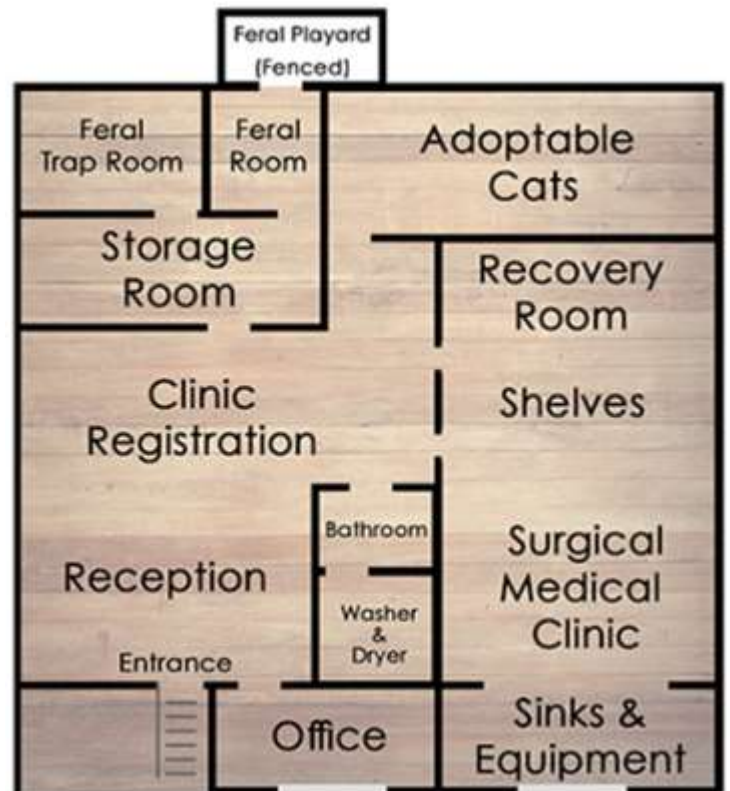 Feral Playard
(Fenced)
Feral
Trap Room
Feral
Room
Adoptable
Cats
Storage
Room
Recovery
Room
Clinic
Registration
Shelves
Bathroom
Surgical
Medical
Clinic
Reception
Washer
&
Dryer
Entrance
Office
Sinks &
Equipment